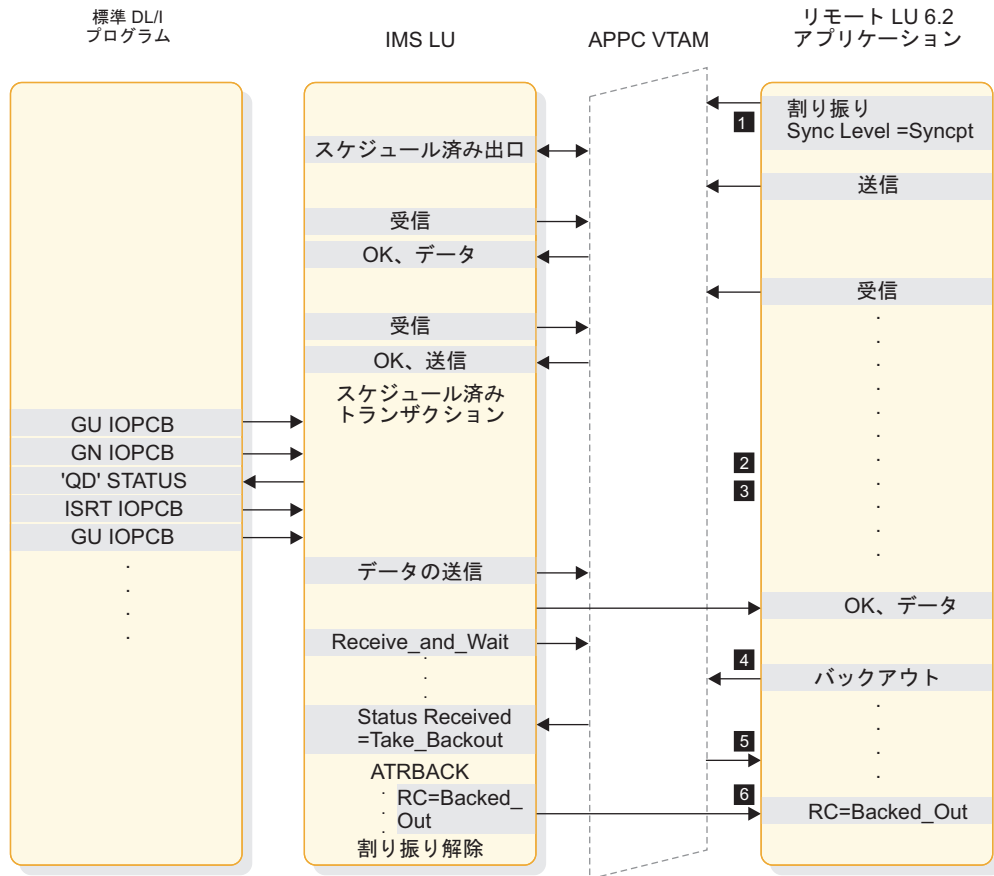 標準 DL/I
プログラム
IMS LU
APPC VTAM
リモート LU 6.2
アプリケーション
1
割り振り
Sync Level =Syncpt
スケジュール済み出口
送信
受信
OK、データ
受信
受信
OK、送信
スケジュール済み
トランザクション
GU IOPCB
GN IOPCB
'QD' STATUS
ISRT IOPCB
GU IOPCB
2
3
データの送信
OK、データ
Receive_and_Wait
4
バックアウト
Status Received
=Take_Backout
5
ATRBACK
RC=Backed_
Out
6
RC=Backed_Out
割り振り解除